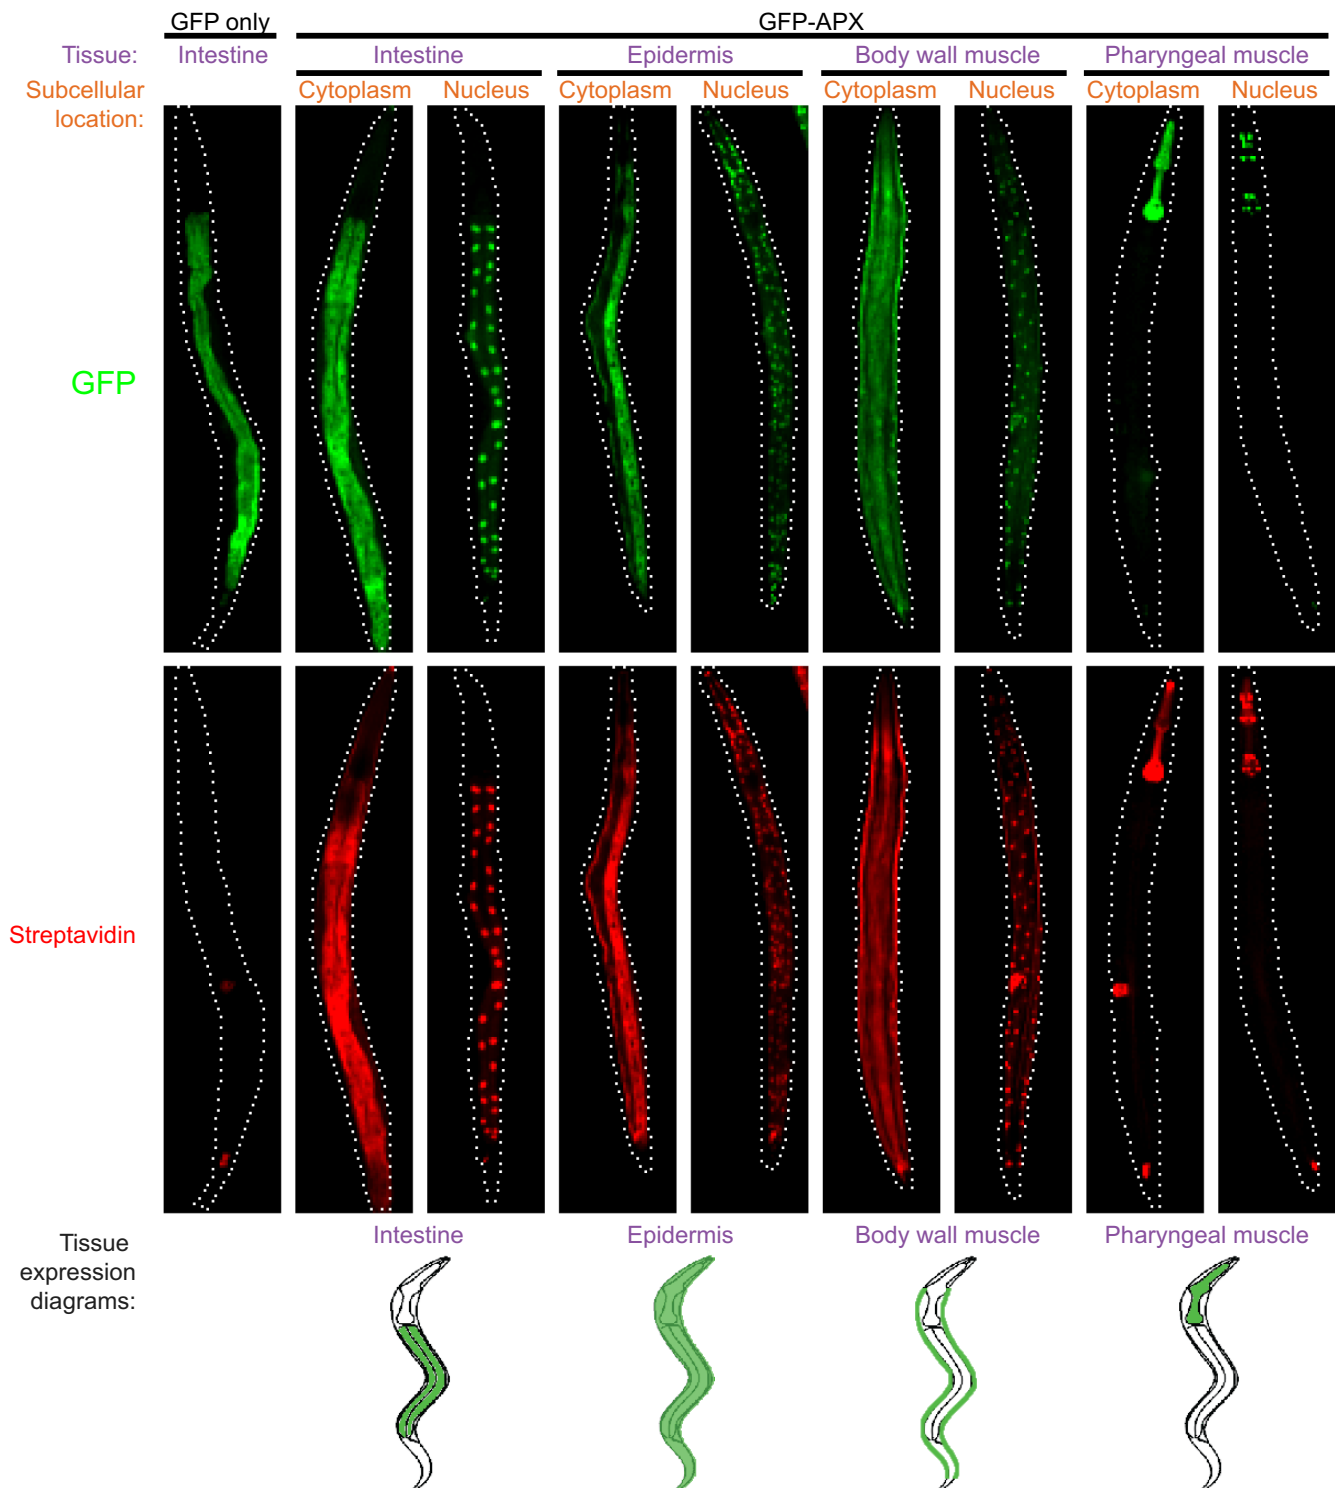 GFP only
GFP-APX
Tissue:
Intestine
Intestine
Epidermis
Body wall muscle
Pharyngeal muscle
Subcellular
location:
Cytoplasm
Nucleus
Cytoplasm
Nucleus
Cytoplasm
Nucleus
Cytoplasm
Nucleus
GFP
Streptavidin
Tissue
expression
diagrams:
Intestine
Epidermis
Body wall muscle
Pharyngeal muscle